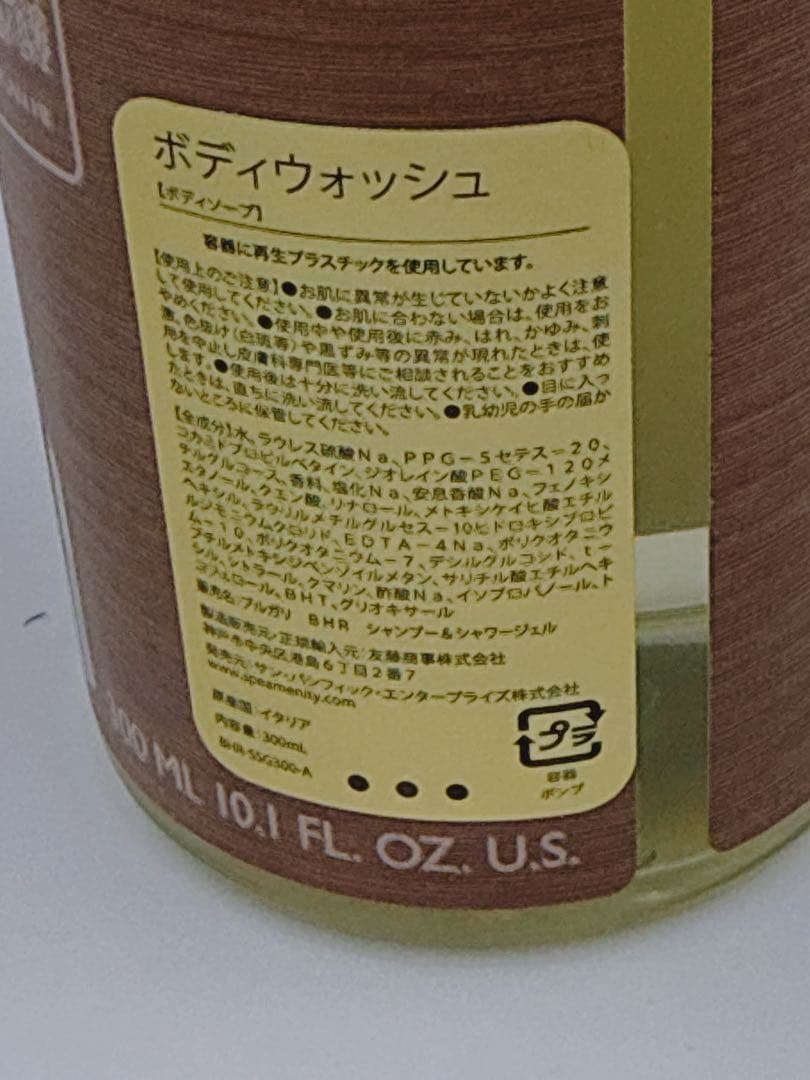 ボディウォッシュ
【ボディソープ】
容器に再生プラスチックを使用しています。
【使用上のご注意】●お肌に異常が生じていないかよく注意
して使用してください。●お肌に合わない場合は、使用をお
やめください。●使用中や使用後に赤み、はれ、かゆみ、刺
激、色抜け(白斑等)や黒ずみ等の異常が現れたときは、使
用を中止し皮膚科専門医等にご相談されることをおすすめ
します。●使用後は十分に洗い流してください。●目に入っ
たときは、直ちに洗い流してください。●乳幼児の手の届か
ないところに保管してください。
【全成分】水、ラウレス硫酸Na、PPG-5セテス-20、
コカミドプロピルベタイン、ジオレイン酸PEG-120メ
チルグルコース、香料、塩化Na、安息香酸Na、フェノキシ
エタノール、クエン酸、リナロール、メトキシケイヒ酸エチル
ヘキシル、ラウリルメチルグルセス-10ヒドロキシプロピ
ルジモニウムクロリド、EDTA-4Na、ポリクオタニウ
ム-10、ポリクオタニウム-7、デシルグルコシド、t-
ブチルメトキシジベンゾイルメタン、サリチル酸エチルヘキ
シル、シトラール、クマリン、酢酸Na、イソプロパノール、ト
コフェロール、BHT、グリオキサール
販売名:ブルガリ BHR シャンプー&シャワージェル
製造販売元/正規輸入元:友藤商事株式会社
神戸市中央区港島6丁目2番7
発売元:サン・パシフィック・エンタープライズ株式会社
www.speamenity.com
原産国:イタリア
内容量:300mL
BHR-SSG300-A
プラ
容器
ポンプ
300 ML 10.1 FL. OZ. U.S.